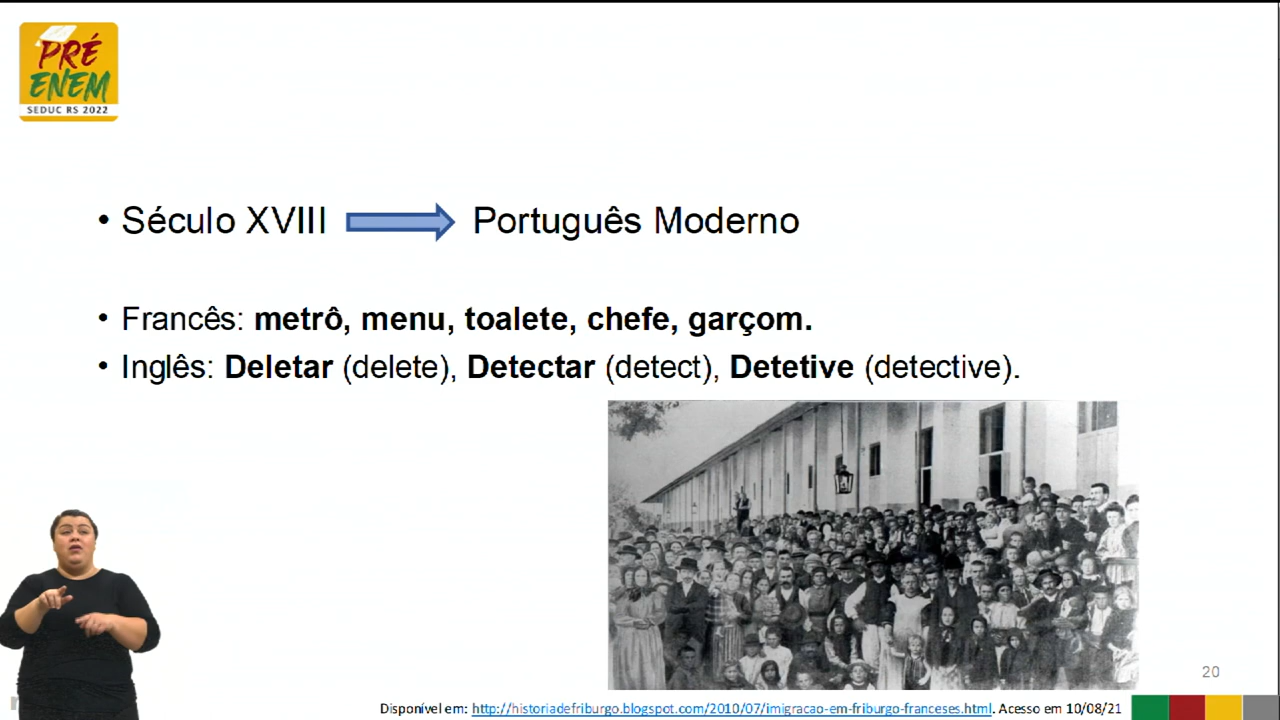 PRÉ
ENEM
SEDUC RS 2022
• Século XVIII Português Moderno
• Francês: metrô, menu, toalete, chefe, garçom.
• Inglês: Deletar (delete), Detectar (detect), Detetive (detective).
20
Disponível em: http://historiadefriburgo.blogspot.com/2010/07/imigracao-em-friburgo-franceses.html. Acesso em 10/08/21